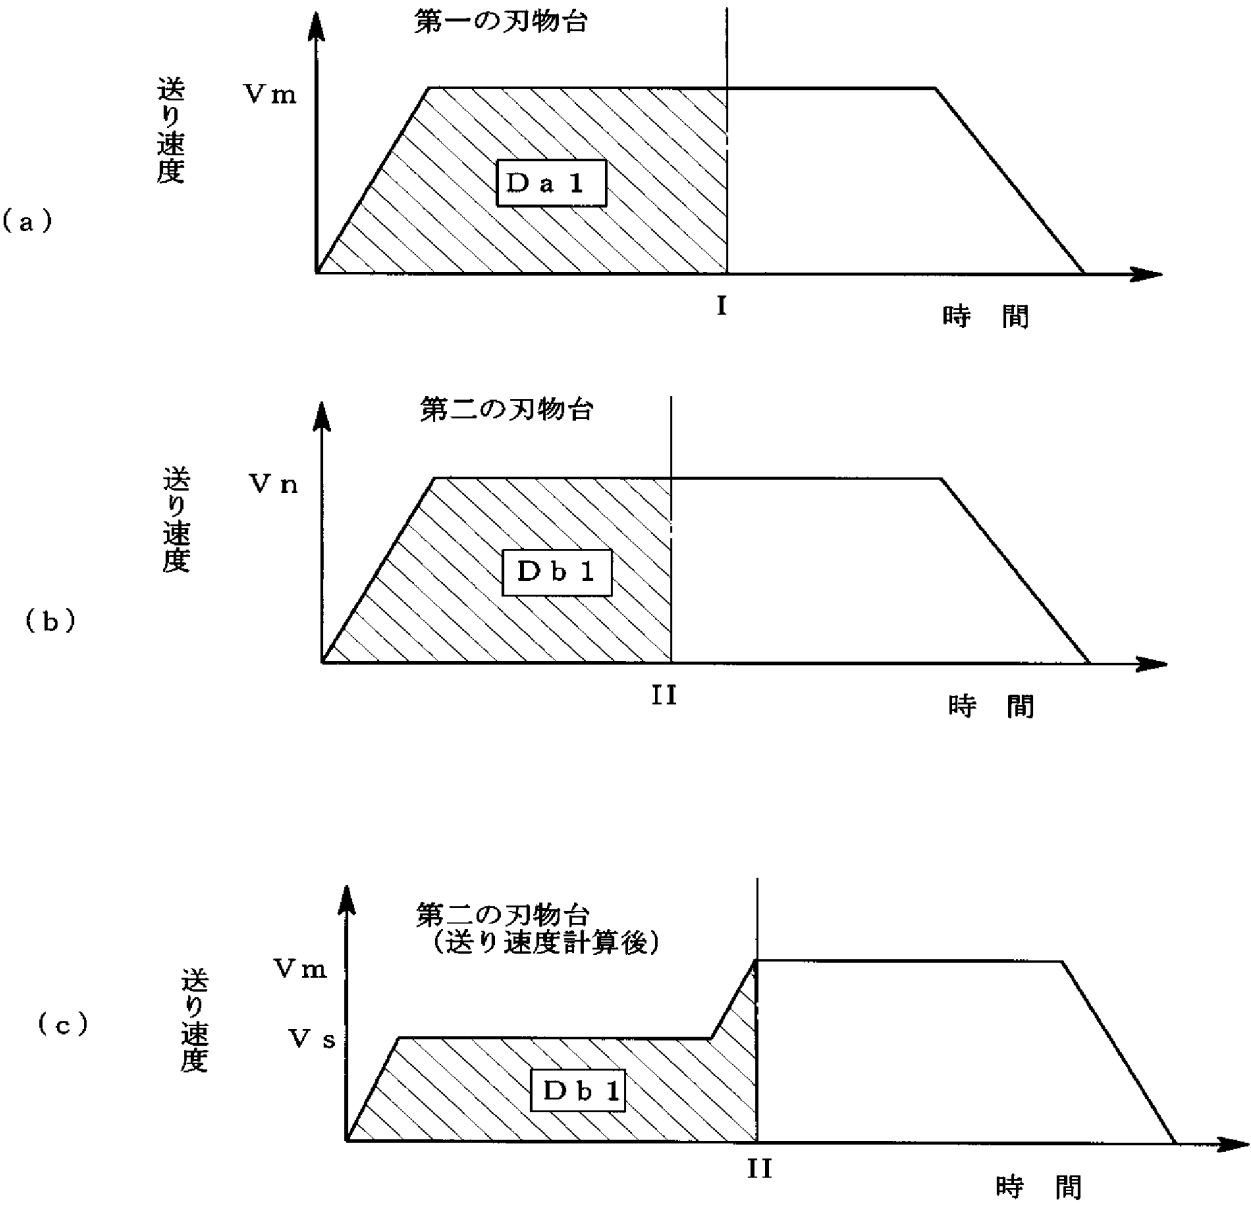 第一の刃物台
送り速度
Vm
Da1
(a)
I
時 間
第二の刃物台
送り速度
Vn
Db1
(b)
II
時 間
第二の刃物台
(送り速度計算後)
送り速度
Vm
Vs
(c)
Db1
II
時 間